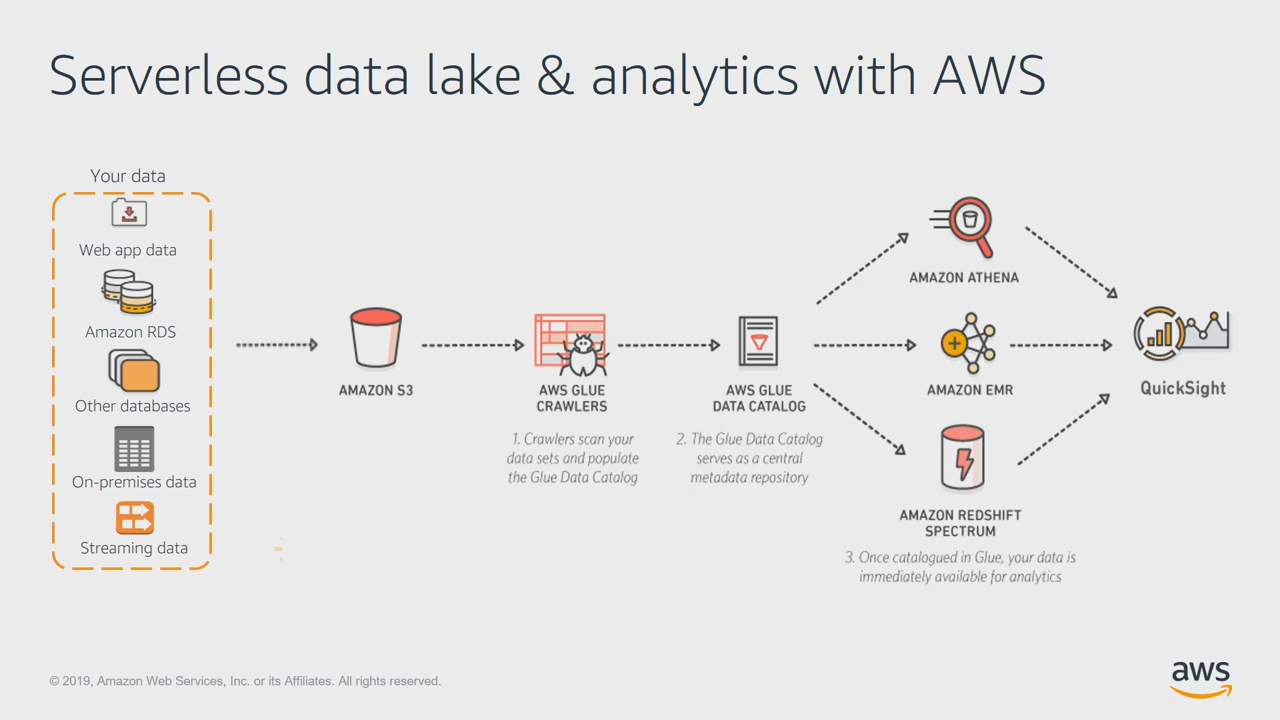 Serverless data lake & analytics with AWS
Your data
Web app data
Amazon RDS
Other databases
On-premises data
Streaming data
AMAZON S3
AWS GLUE
CRAWLERS
1. Crawlers scan your
data sets and populate
the Glue Data Catalog
AWS GLUE
DATA CATALOG
2. The Glue Data Catalog
serves as a central
metadata repository
AMAZON ATHENA
AMAZON EMR
AMAZON REDSHIFT
SPECTRUM
3. Once catalogued in Glue, your data is
immediately available for analytics
QuickSight
© 2019, Amazon Web Services, Inc. or its Affiliates. All rights reserved.
aws